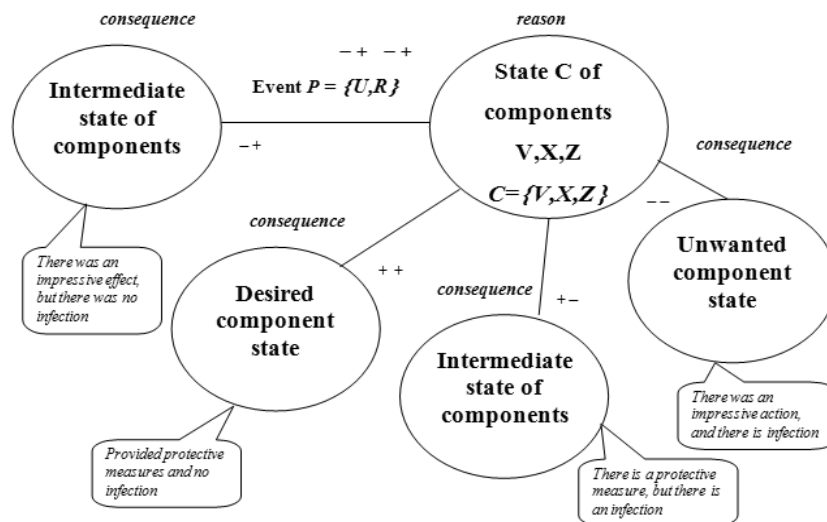 consequence
reason
− + − +
Event P = {U,R}
Intermediate
state of
components
− +
State C of
components
V,X,Z
C={V,X,Z}
consequence
− −
consequence
There was an
impressive effect,
but there was no
infection
+ +
Desired
component
state
consequence
+ −
Unwanted
component
state
Intermediate
state of
components
There was an
impressive action,
and there is infection
Provided protective
measures and no
infection
There is a protective
measure, but there is
an infection